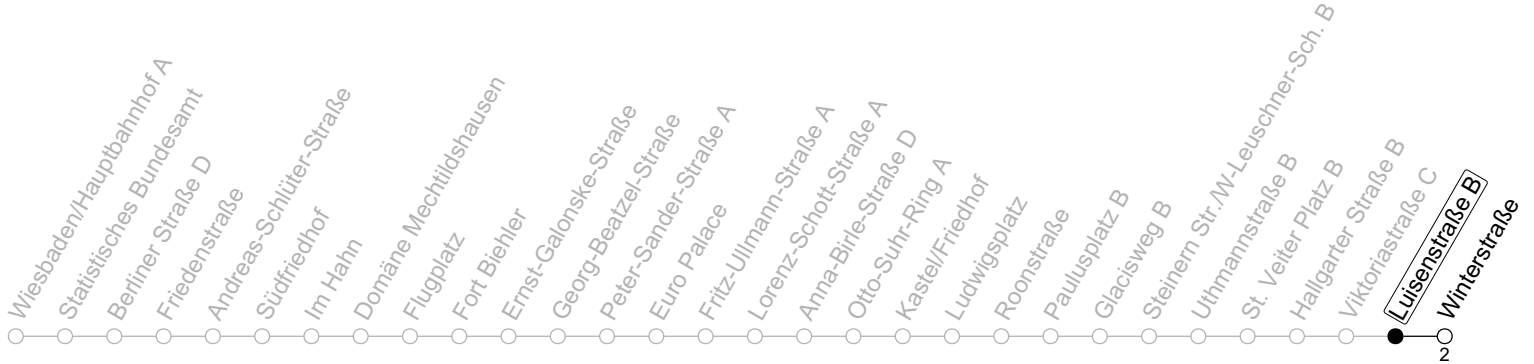 Wiesbaden/Hauptbahnhof A
Statistisches Bundesamt
Berliner Straße D
Friedenstraße
Andreas-Schlüter-Straße
Südfriedhof
Im Hahn
Domäne Mechtildshausen
Flugplatz
Fort Biehler
Ernst-Galonske-Straße
Georg-Beatzel-Straße
Peter-Sander-Straße A
Euro Palace
Fritz-Ullmann-Straße A
Lorenz-Schott-Straße A
Anna-Birle-Straße D
Otto-Suhr-Ring A
Kastel/Friedhof
Ludwigsplatz
Roonstraße
Paulusplatz B
Glacisweg B
Steinern Str./W-Leuschner-Sch. B
Uthmannstraße B
St. Veiter Platz B
Hallgarter Straße B
Viktoriastraße C
Luisenstraße B
Winterstraße
2